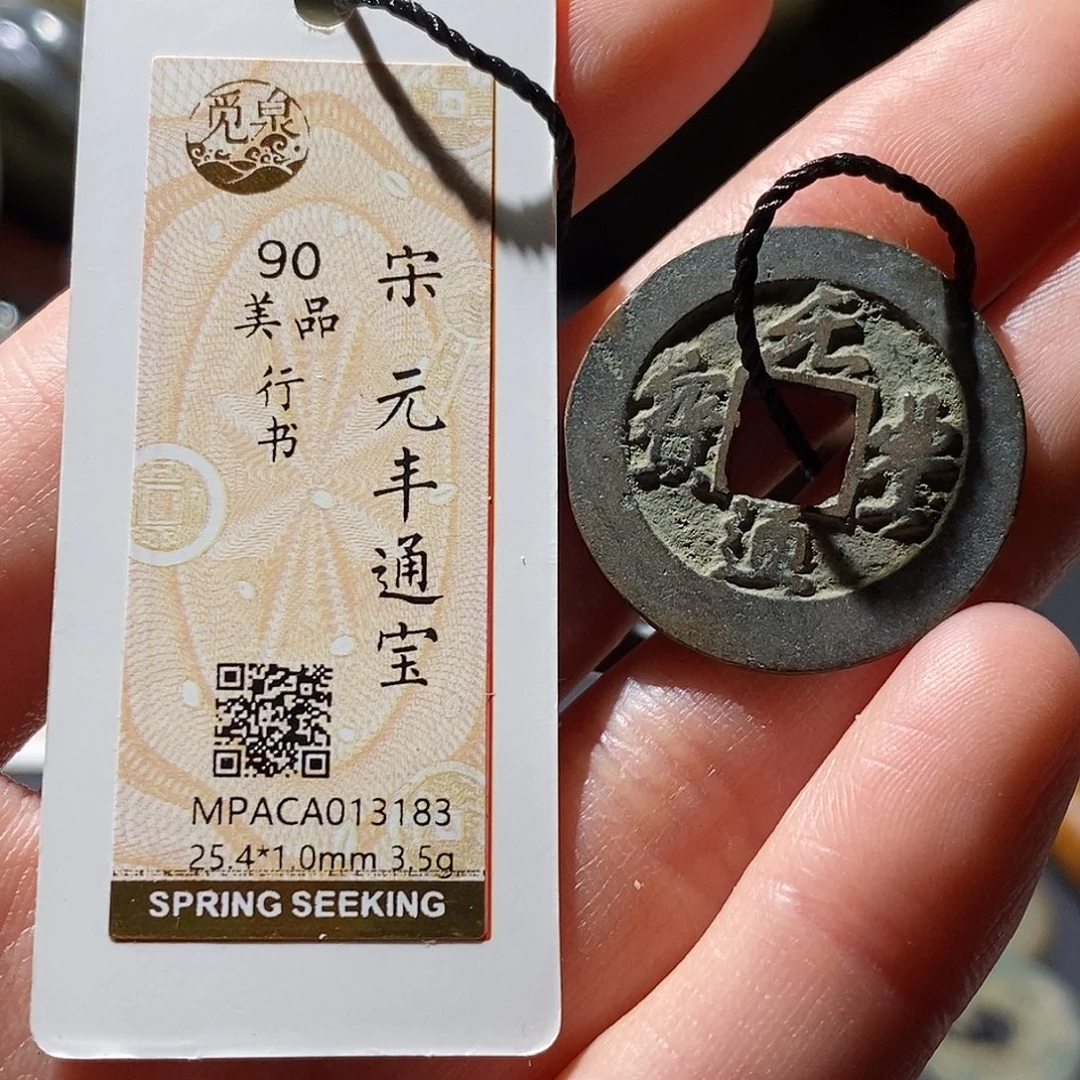 觅泉
90
美品
行书
宋 元丰通宝
MPACA013183
25.4*1.0mm 3.5g
SPRING SEEKING
元豐通寳